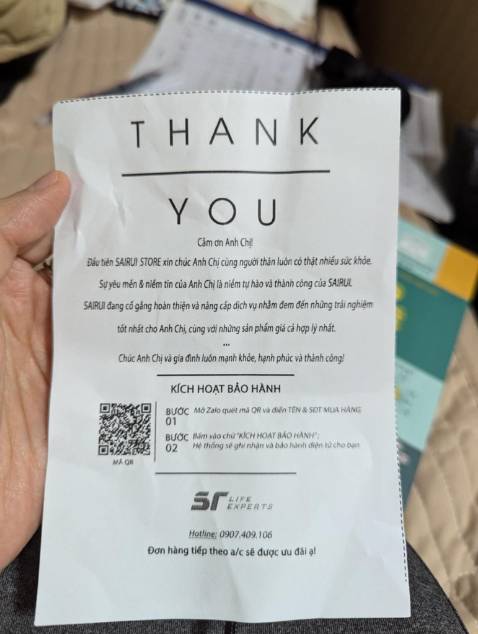 THANK
YOU
Cảm ơn Anh Chị!
Đầu tiên SAIRUI STORE xin chúc Anh Chị cùng người thân luôn có thật nhiều sức khỏe.
Sự yêu mến & niềm tin của Anh Chị là niềm tự hào và thành công của SAIRUI.
SAIRUI đang cố gắng hoàn thiện và nâng cấp dịch vụ nhằm đem đến những trải nghiệm
tốt nhất cho Anh Chị, cùng với những sản phẩm giá cả hợp lý nhất.
...
Chúc Anh Chị và gia đình luôn mạnh khỏe, hạnh phúc và thành công!
KÍCH HOẠT BẢO HÀNH
BƯỚC 01 Mở Zalo quét mã QR và điền TÊN & SĐT MUA HÀNG
BƯỚC 02 Bấm vào chữ "KÍCH HOẠT BẢO HÀNH";
Hệ thống sẽ ghi nhận và bảo hành điện tử cho bạn
MÃ QR
SR LIFE
EXPERTS
Hotline: 0907.409.106
Đơn hàng tiếp theo a/c sẽ được ưu đãi ạ!